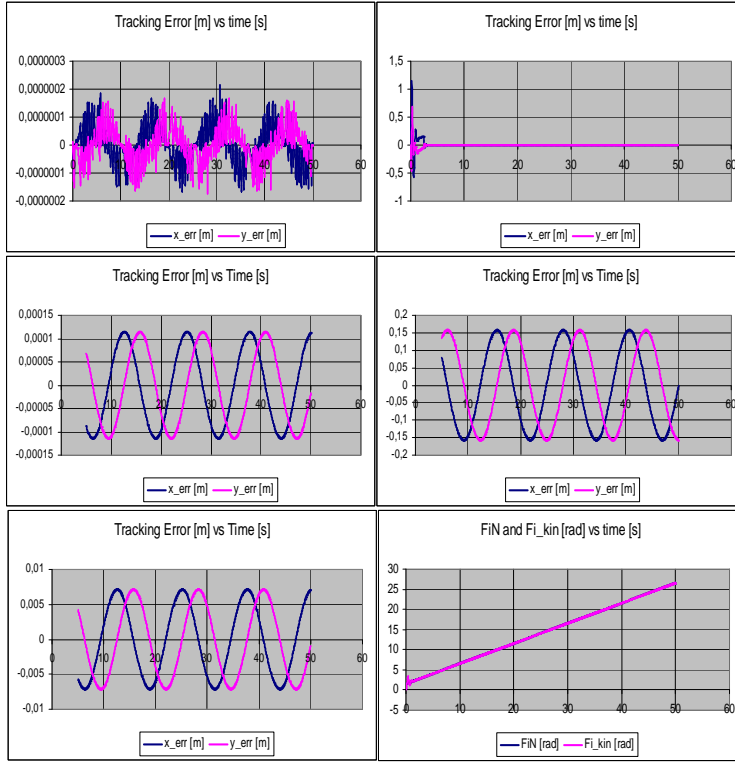 Tracking Error [m] vs time [s]
0,0000003
0,0000002
0,0000001
0
-0,0000001
-0,0000002
0 10 20 30 40 50 60
x_err [m] y_err [m]
Tracking Error [m] vs time [s]
1,5
1
0,5
0
-0,5
-1
0 10 20 30 40 50 60
x_err [m] y_err [m]
Tracking Error [m] vs Time [s]
0,00015
0,0001
0,00005
0
-0,00005
-0,0001
-0,00015
0 10 20 30 40 50 60
x_err [m] y_err [m]
Tracking Error [m] vs Time [s]
0,2
0,15
0,1
0,05
0
-0,05
-0,1
-0,15
-0,2
0 10 20 30 40 50 60
x_err [m] y_err [m]
Tracking Error [m] vs Time [s]
0,01
0,005
0
-0,005
-0,01
0 10 20 30 40 50 60
x_err [m] y_err [m]
FiN and Fi_kin [rad] vs time [s]
30
25
20
15
10
5
0
-5
0 10 20 30 40 50 60
FiN [rad] Fi_kin [rad]